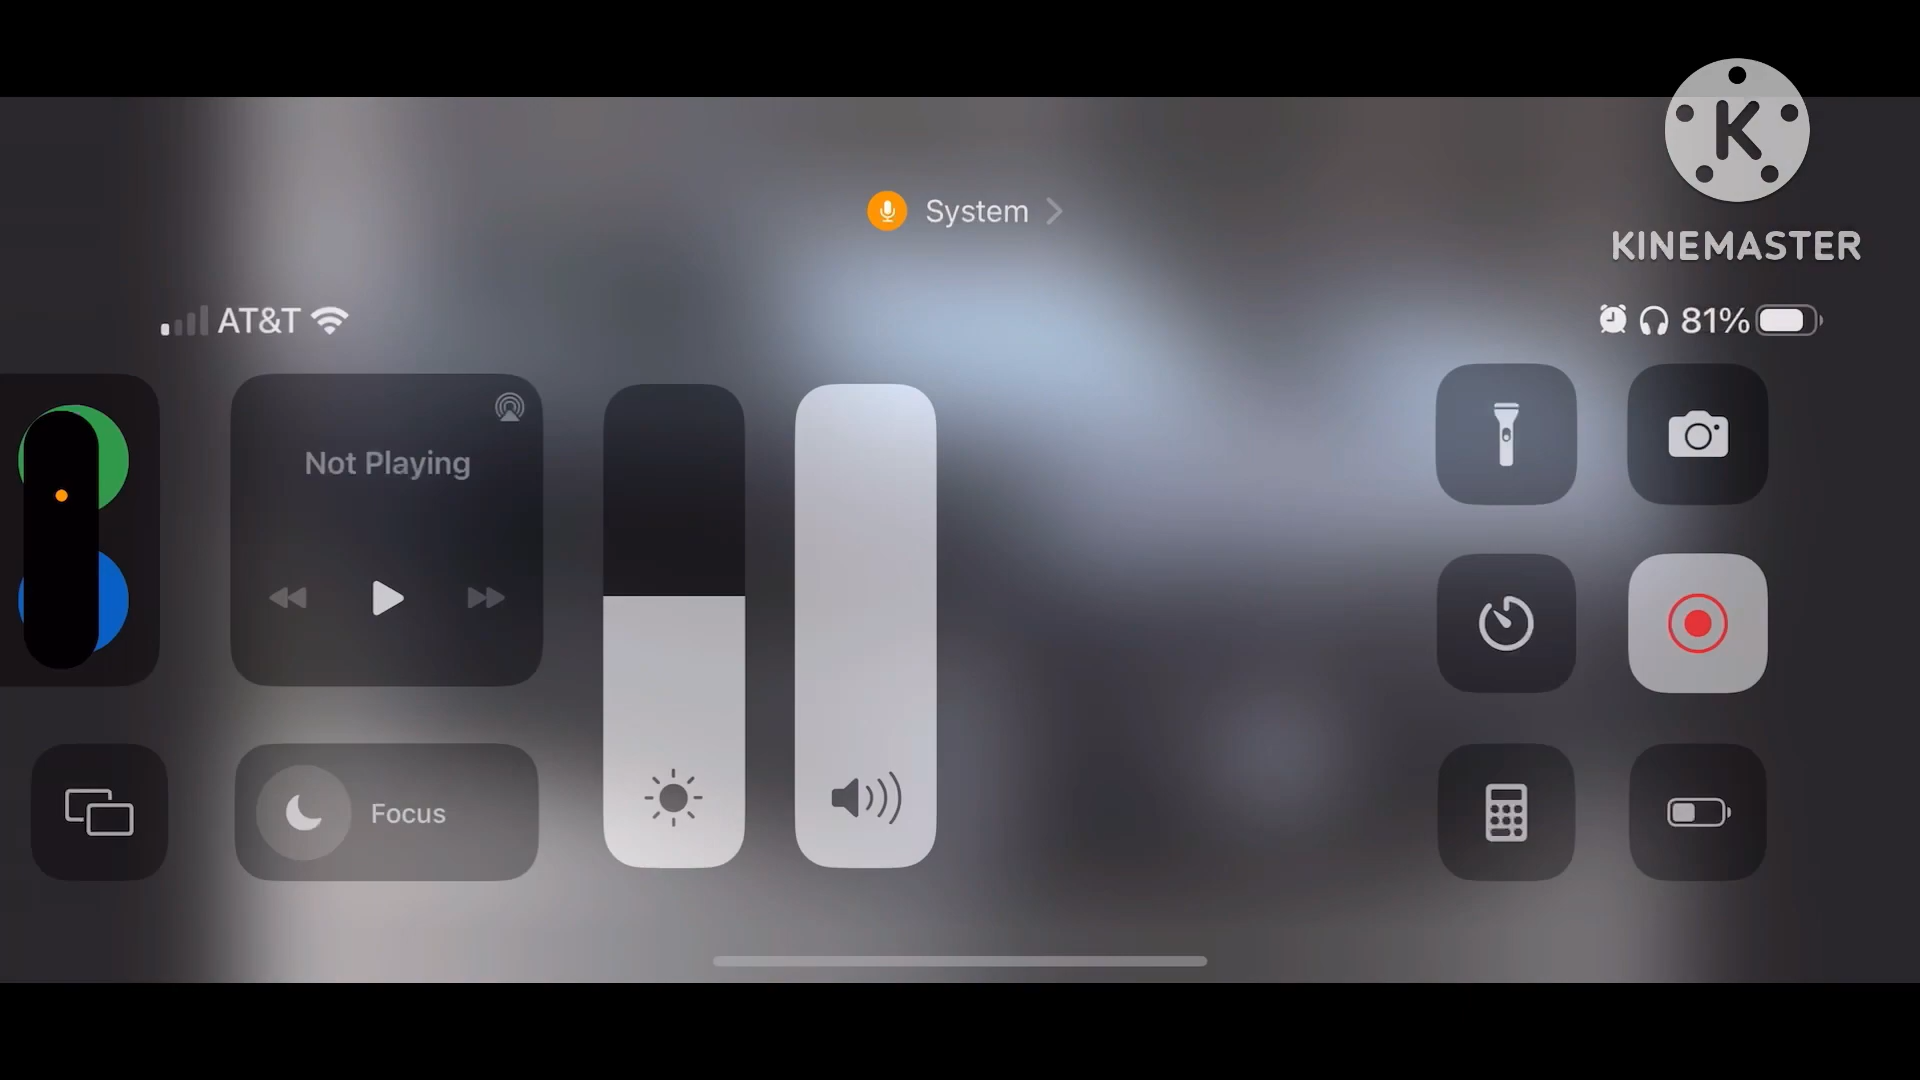 K
KINEMASTER
System
AT&T
81%
Not Playing
Focus